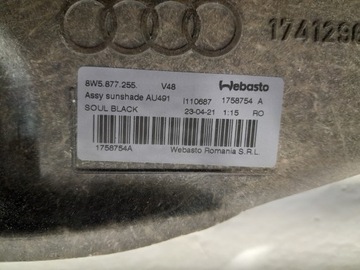 1741296
8W5.877.255. V48 Webasto
Assy sunshade AU491 I110687 1758754 A
SOUL BLACK 23-04-21 1:15 RO
1758754A Webasto Romania S.R.L.